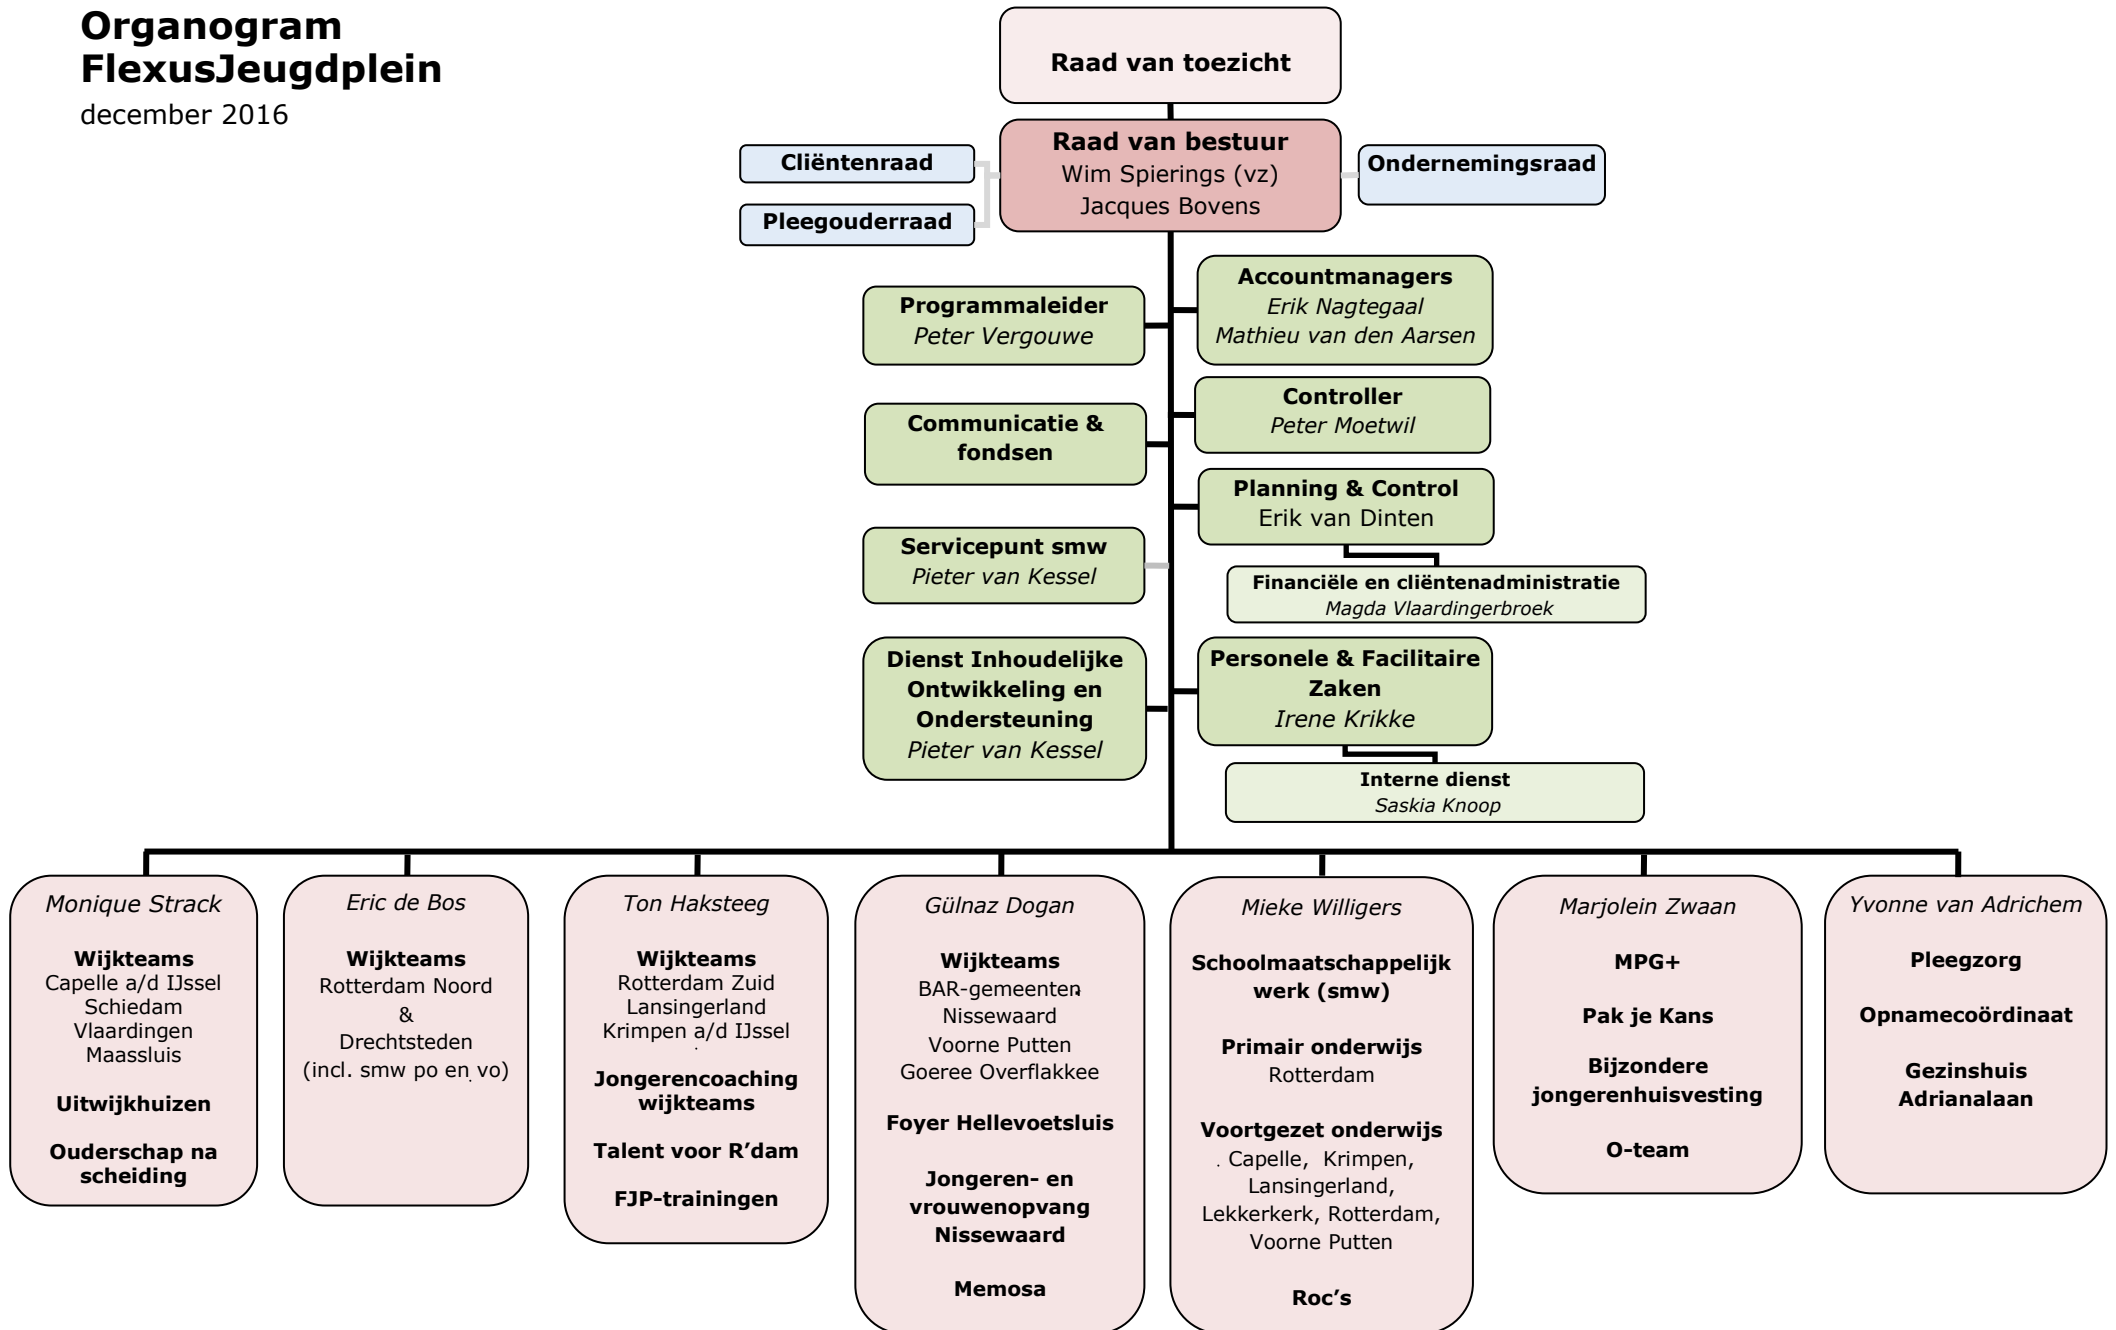 Organogram
FlexusJeugdplein
december 2016
Raad van toezicht
Raad van bestuur
Wim Spierings (vz)
Jacques Bovens
Cliëntenraad
Pleegouderraad
Ondernemingsraad
Programmaleider
Peter Vergouwe
Accountmanagers
Erik Nagtegaal
Mathieu van den Aarsen
Communicatie &
fondsen
Controller
Peter Moetwil
Planning & Control
Erik van Dinten
Servicepunt smw
Pieter van Kessel
Financiële en cliëntenadministratie
Magda Vlaardingerbroek
Dienst Inhoudelijke
Ontwikkeling en
Ondersteuning
Pieter van Kessel
Personele & Facilitaire
Zaken
Irene Krikke
Interne dienst
Saskia Knoop
Monique Strack
Wijkteams
Capelle a/d IJssel
Schiedam
Vlaardingen
Maassluis
Uitwijkhuizen
Ouderschap na
scheiding
Eric de Bos
Wijkteams
Rotterdam Noord
&
Drechtsteden
(incl. smw po en vo)
Ton Haksteeg
Wijkteams
Rotterdam Zuid
Lansingerland
Krimpen a/d IJssel
Jongerencoaching
wijkteams
Talent voor R’dam
FJP-trainingen
Gülnaz Dogan
Wijkteams
BAR-gemeenten
Nissewaard
Voorne Putten
Goeree Overflakkee
Foyer Hellevoetsluis
Jongeren- en
vrouwenopvang
Nissewaard
Memosa
Mieke Willigers
Schoolmaatschappelijk
werk (smw)
Primair onderwijs
Rotterdam
Voortgezet onderwijs
Capelle, Krimpen,
Lansingerland,
Lekkerkerk, Rotterdam,
Voorne Putten
Roc’s
Marjolein Zwaan
MPG+
Pak je Kans
Bijzondere
jongerenhuisvesting
O-team
Yvonne van Adrichem
Pleegzorg
Opnamecoördinaat
Gezinshuis
Adrianalaan